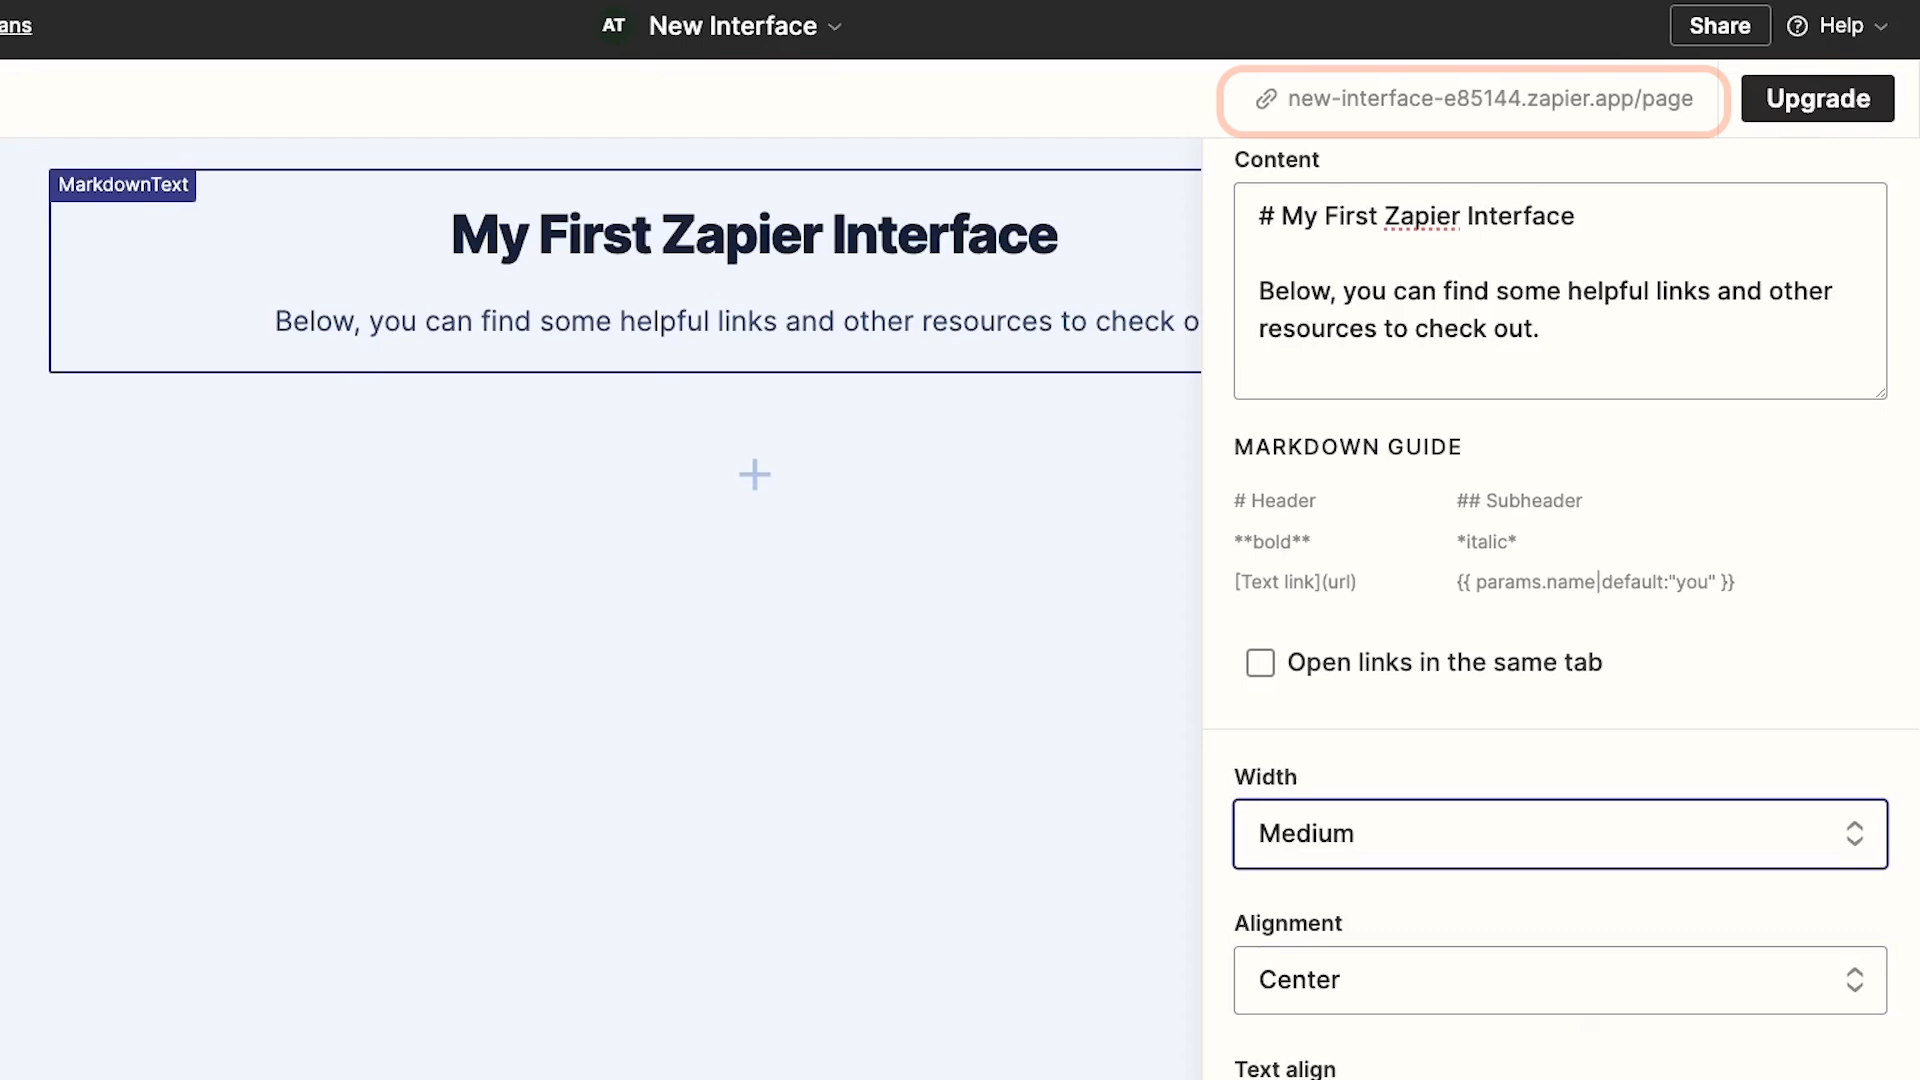 ans
AT New Interface
Share
Help
new-interface-e85144.zapier.app/page
Upgrade
MarkdownText
My First Zapier Interface
Below, you can find some helpful links and other resources to check o
Content
# My First Zapier Interface
Below, you can find some helpful links and other
resources to check out.
MARKDOWN GUIDE
# Header ## Subheader
**bold** *italic*
[Text link](url) {{ params.name|default:"you" }}
Open links in the same tab
Width
Medium
Alignment
Center
Text align